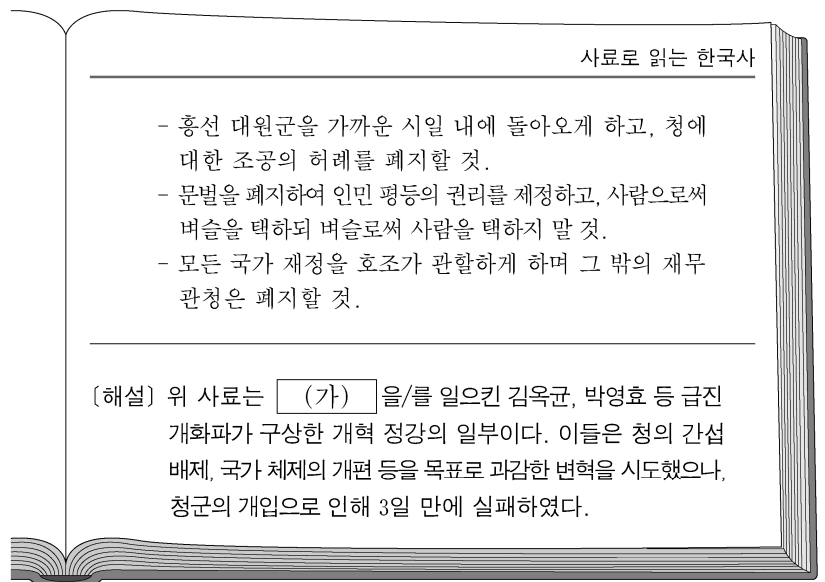 사료로 읽는 한국사
- 흥선 대원군을 가까운 시일 내에 돌아오게 하고, 청에
대한 조공의 허례를 폐지할 것.
- 문벌을 폐지하여 인민 평등의 권리를 제정하고, 사람으로써
벼슬을 택하되 벼슬로써 사람을 택하지 말 것.
- 모든 국가 재정을 호조가 관할하게 하며 그 밖의 재무
관청은 폐지할 것.
〔해설〕 위 사료는 (가) 을/를 일으킨 김옥균, 박영효 등 급진
개화파가 구상한 개혁 정강의 일부이다. 이들은 청의 간섭
배제, 국가 체제의 개편 등을 목표로 과감한 변혁을 시도했으나,
청군의 개입으로 인해 3일 만에 실패하였다.